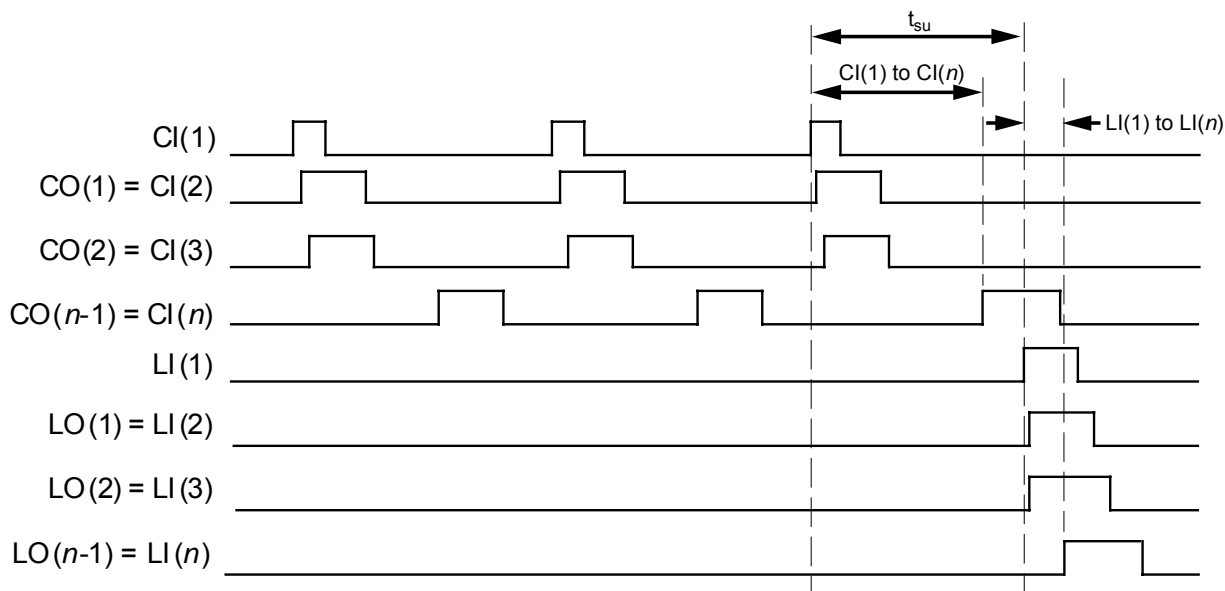 tsu
CI(1) to CI(n)
LI(1) to LI(n)
CI(1)
CO(1) = CI(2)
CO(2) = CI(3)
CO(n-1) = CI(n)
LI(1)
LO(1) = LI(2)
LO(2) = LI(3)
LO(n-1) = LI(n)